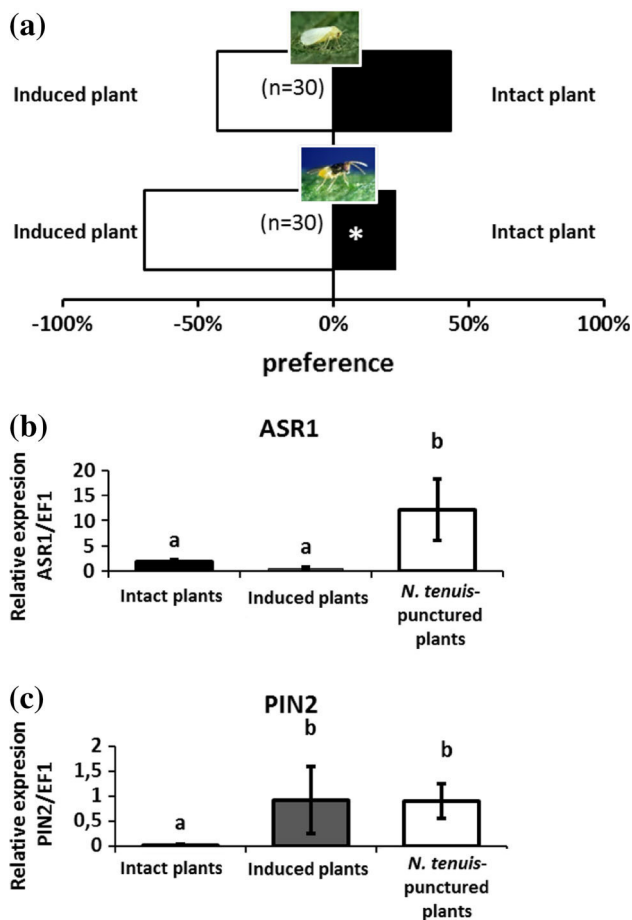 (a)
Induced plant (n=30) Intact plant
Induced plant (n=30) * Intact plant
-100% -50% 0% 50% 100%
preference
(b)
ASR1
Relative expresion
ASR1/EF1
20
15
10
5
0
a a b
Intact plants Induced plants N. tenuis-
punctured
plants
(c)
PIN2
Relative expresion
PIN2/EF1
2
1,5
1
0,5
0
a b b
Intact plants Induced plants N. tenuis-
punctured
plants